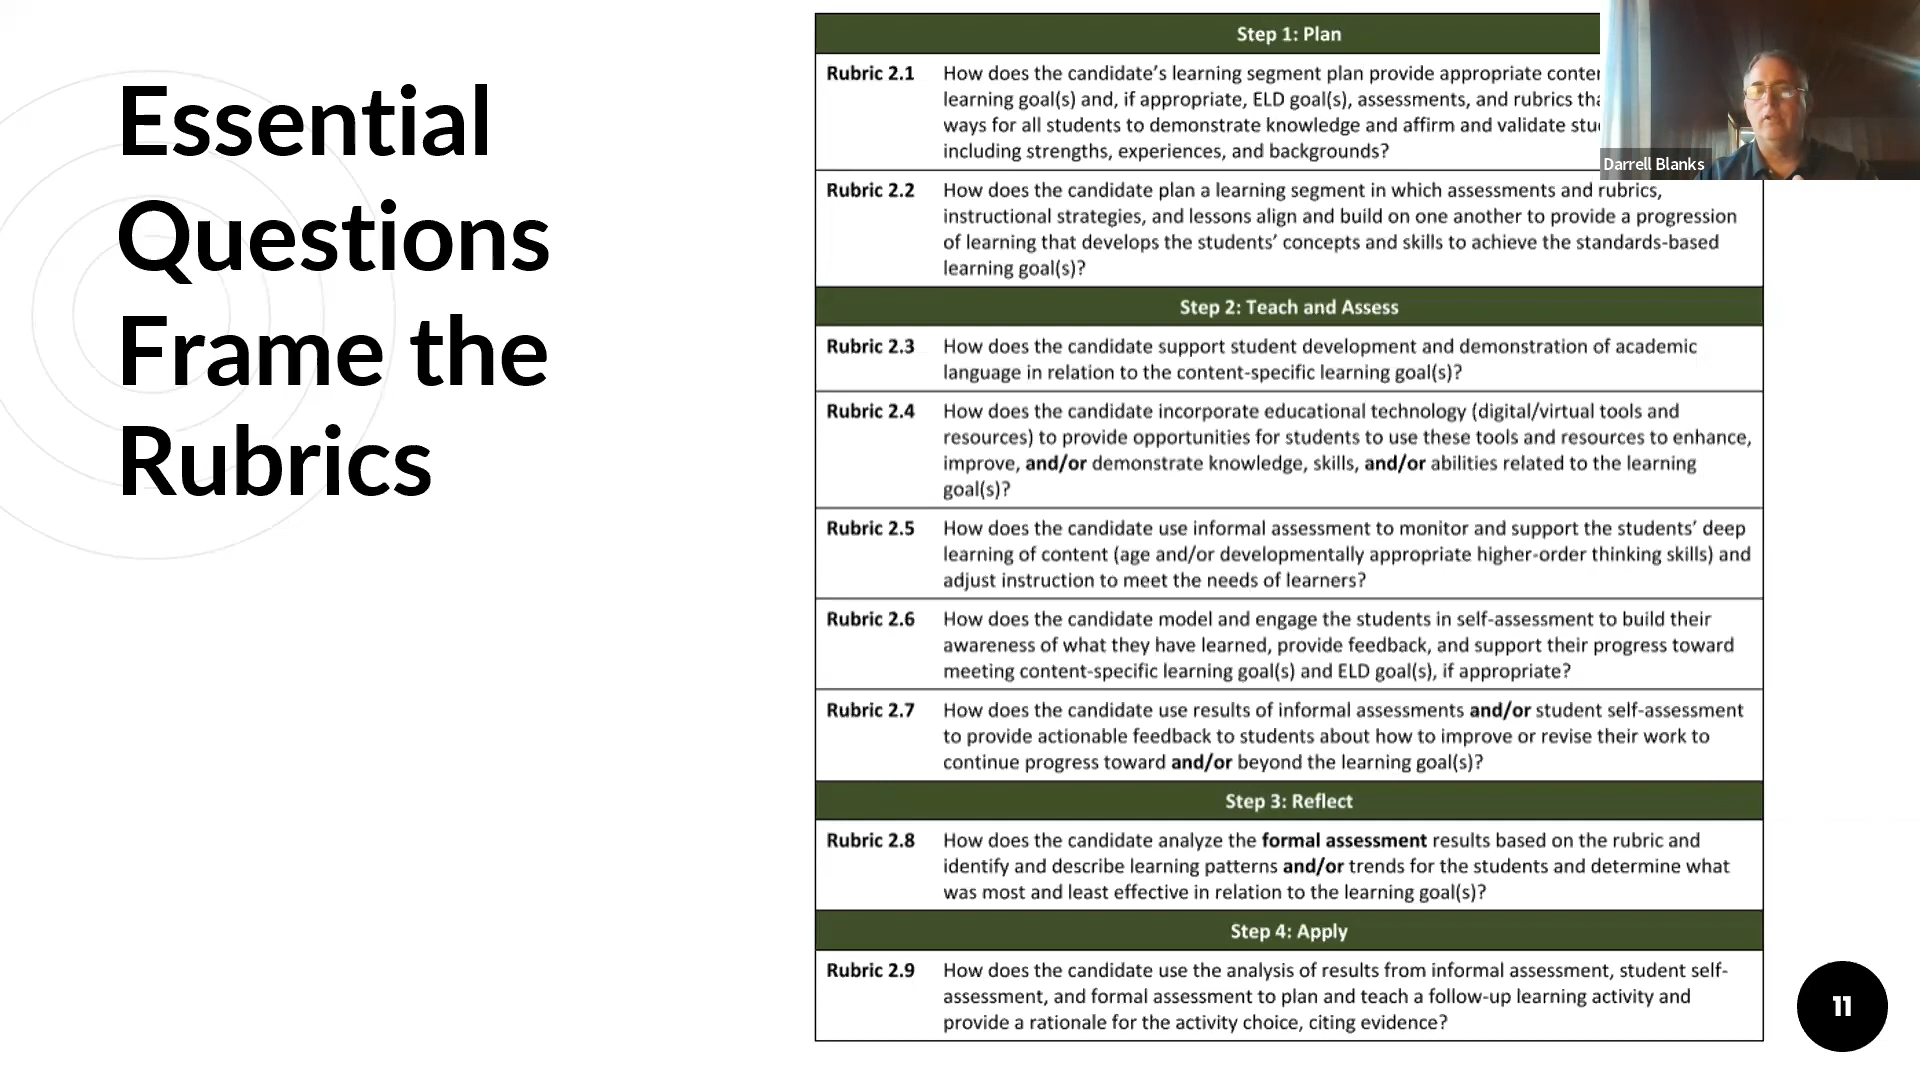 Essential
Questions
Frame the
Rubrics
Step 1: Plan
Rubric 2.1 How does the candidate’s learning segment plan provide appropriate
learning goal(s) and, if appropriate, ELD goal(s), assessments, and rubrics
ways for all students to demonstrate knowledge and affirm and validate
including strengths, experiences, and backgrounds?
Rubric 2.2 How does the candidate plan a learning segment in which assessments and rubrics,
instructional strategies, and lessons align and build on one another to provide a progression
of learning that develops the students’ concepts and skills to achieve the standards-based
learning goal(s)?
Step 2: Teach and Assess
Rubric 2.3 How does the candidate support student development and demonstration of academic
language in relation to the content-specific learning goal(s)?
Rubric 2.4 How does the candidate incorporate educational technology (digital/virtual tools and
resources) to provide opportunities for students to use these tools and resources to enhance,
improve, and/or demonstrate knowledge, skills, and/or abilities related to the learning
goal(s)?
Rubric 2.5 How does the candidate use informal assessment to monitor and support the students’ deep
learning of content (age and/or developmentally appropriate higher-order thinking skills) and
adjust instruction to meet the needs of learners?
Rubric 2.6 How does the candidate model and engage the students in self-assessment to build their
awareness of what they have learned, provide feedback, and support their progress toward
meeting content-specific learning goal(s) and ELD goal(s), if appropriate?
Rubric 2.7 How does the candidate use results of informal assessments and/or student self-assessment
to provide actionable feedback to students about how to improve or revise their work to
continue progress toward and/or beyond the learning goal(s)?
Step 3: Reflect
Rubric 2.8 How does the candidate analyze the formal assessment results based on the rubric and
identify and describe learning patterns and/or trends for the students and determine what
was most and least effective in relation to the learning goal(s)?
Step 4: Apply
Rubric 2.9 How does the candidate use the analysis of results from informal assessment, student self-
assessment, and formal assessment to plan and teach a follow-up learning activity and
provide a rationale for the activity choice, citing evidence?
Darrell Blanks
11